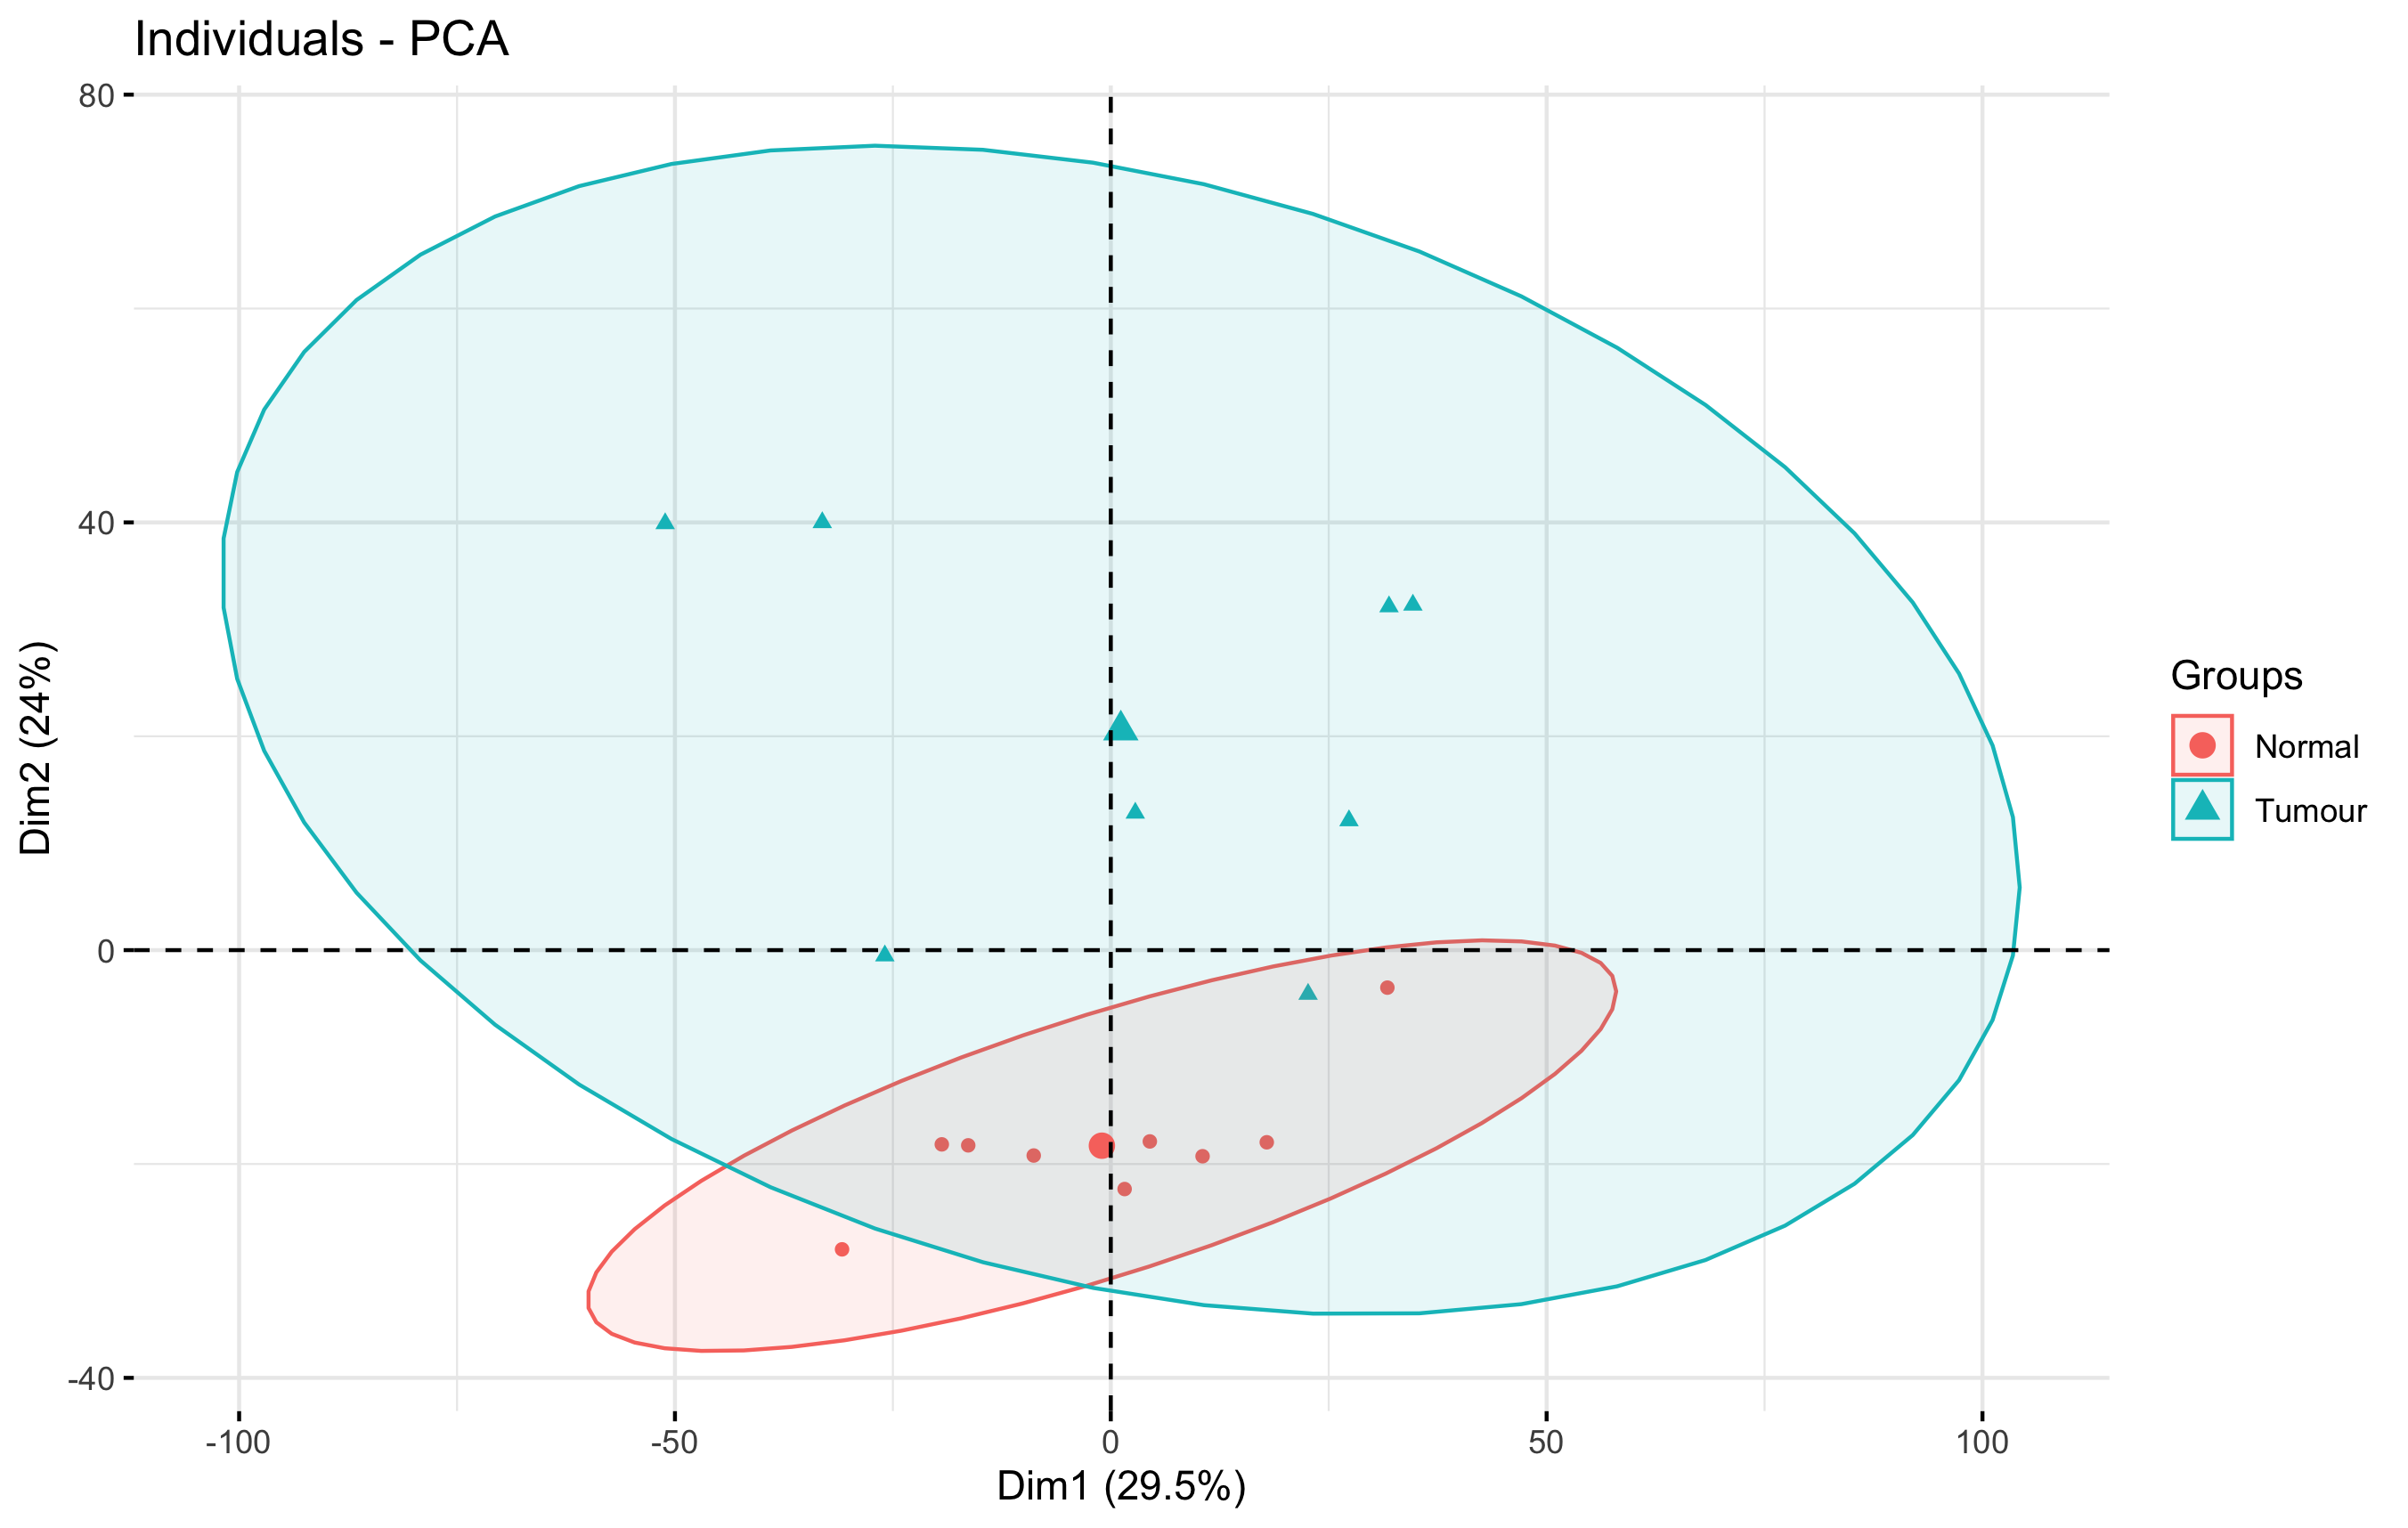 Individuals - PCA
80
40
0
-40
Dim2 (24%)
-100
-50
0
50
100
Dim1 (29.5%)
Groups
Normal
Tumour